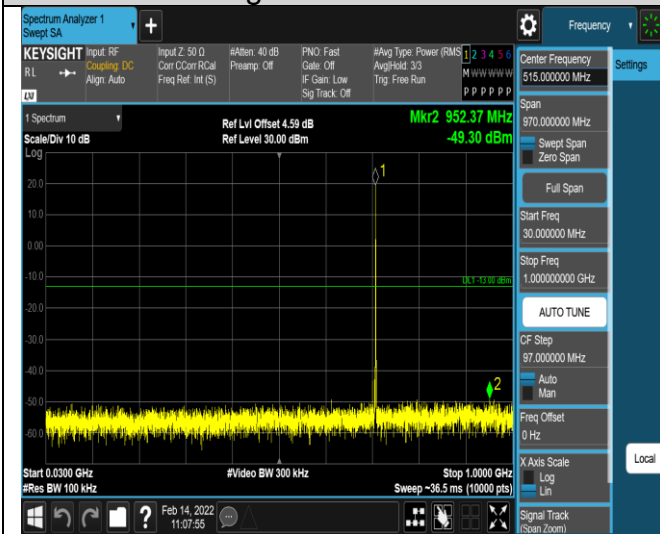 Spectrum Analyzer 1
Swept SA
Frequency
KEYSIGHT
RL
LW
Input: RF
Coupling: DC
Align: Auto
Input Z: 50 Ω
Corr CCorr RCal
Freq Ref: Int (S)
#Atten: 40 dB
Preamp: Off
PNO: Fast
Gate: Off
IF Gain: Low
Sig Track: Off
#Avg Type: Power (RMS
Avg|Hold: 3/3
Trig: Free Run
1 2 3 4 5 6
M W W W W W
P P P P P P
1 Spectrum
Scale/Div 10 dB
Log
Ref Lvl Offset 4.59 dB
Ref Level 30.00 dBm
Mkr2 952.37 MHz
-49.30 dBm
1
20.0
10.0
0.00
-10.0
DL1 -13.00 dBm
-20.0
-30.0
-40.0
2
-50.0
-60.0
Start 0.0300 GHz
#Res BW 100 kHz
#Video BW 300 kHz
Stop 1.0000 GHz
Sweep ~36.5 ms (10000 pts)
Center Frequency
515.000000 MHz
Settings
Span
970.000000 MHz
Swept Span
Zero Span
Full Span
Start Freq
30.000000 MHz
Stop Freq
1.000000000 GHz
AUTO TUNE
CF Step
97.000000 MHz
Auto
Man
Freq Offset
0 Hz
X Axis Scale
Log
Lin
Local
Signal Track
(Span Zoom)
?
Feb 14, 2022
11:07:55